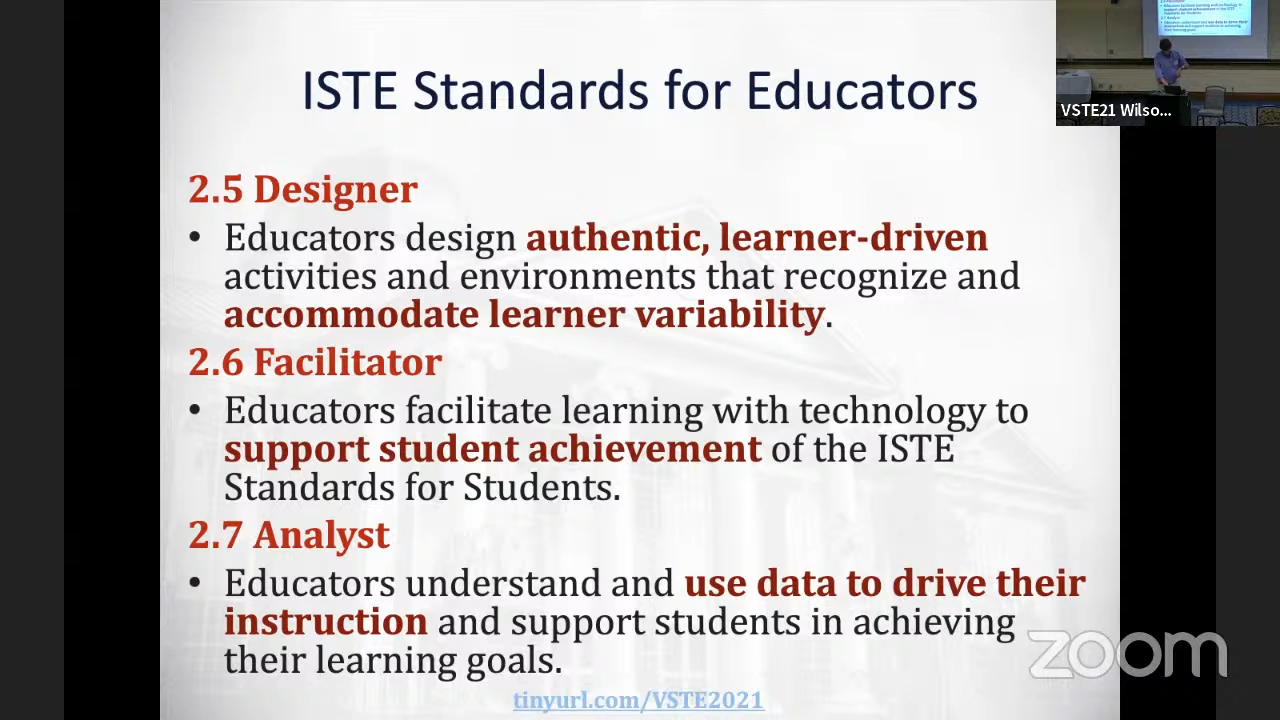 ISTE Standards for Educators
VSTE21 Wilso...
2.5 Designer
• Educators design authentic, learner-driven
activities and environments that recognize and
accommodate learner variability.
2.6 Facilitator
• Educators facilitate learning with technology to
support student achievement of the ISTE
Standards for Students.
2.7 Analyst
• Educators understand and use data to drive their
instruction and support students in achieving
their learning goals.
zoom
tinyurl.com/VSTE2021